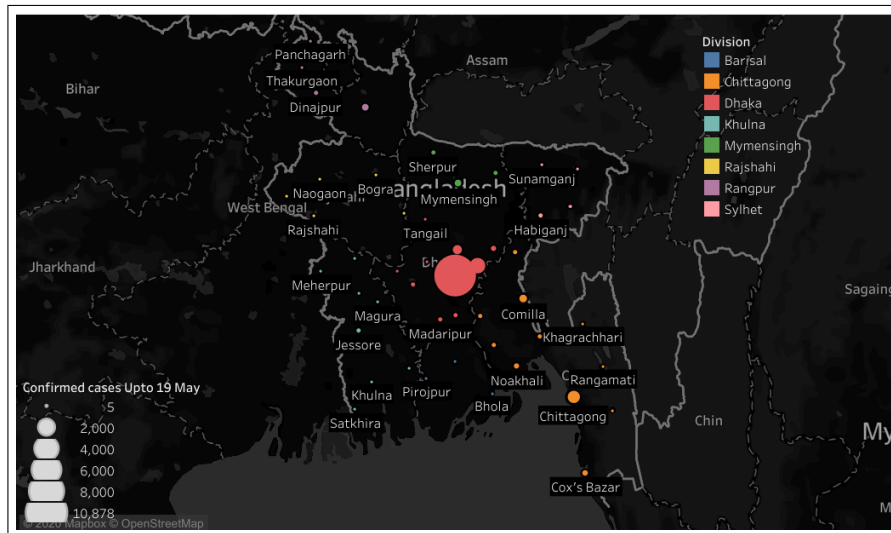 Panchagarh
Assam
Division
Barisal
Chittagong
Dhaka
Khulna
Mymensingh
Rajshahi
Rangpur
Sylhet
Bihar
Thakurgaon
Dinajpur
Sherpur
Sunamganj
Naogaon
Bogra
West Bengal
Mymensingh
Rajshahi
Tangail
Habiganj
Jharkhand
Meherpur
Sagaing
Magura
Comilla
Madaripur
Khagrachhari
Jessore
Noakhali
Rangamati
Khulna
Pirojpur
Bhola
Chittagong
Satkhira
Chin
Cox's Bazar
Confirmed cases Upto 19 May
5
2,000
4,000
6,000
8,000
10,878
© 2020 Mapbox © OpenStreetMap